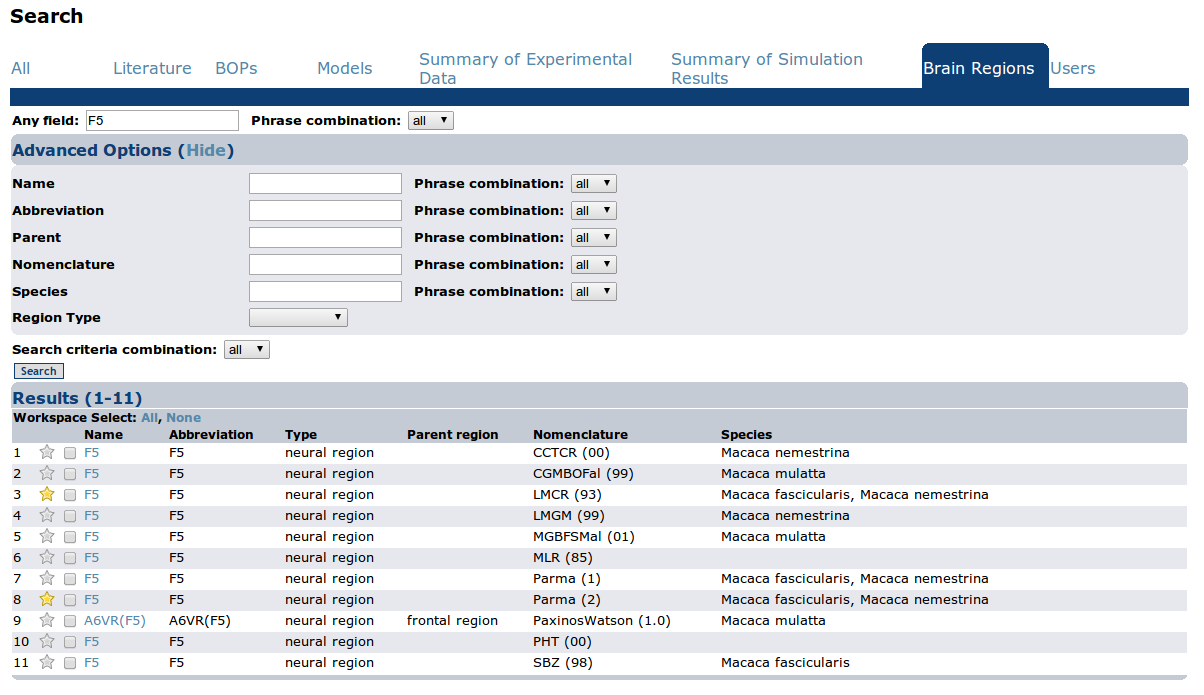 Search
All Literature BOPs Models Summary of Experimental Data Summary of Simulation Results Brain Regions Users
Any field: F5 Phrase combination: all
Advanced Options (Hide)
Name Phrase combination: all
Abbreviation Phrase combination: all
Parent Phrase combination: all
Nomenclature Phrase combination: all
Species Phrase combination: all
Region Type
Search criteria combination: all
Search
Results (1-11)
Workspace Select: All, None
Name Abbreviation Type Parent region Nomenclature Species
1 F5 F5 neural region CCTCR (00) Macaca nemestrina
2 F5 F5 neural region CGMBOFal (99) Macaca mulatta
3 F5 F5 neural region LMCR (93) Macaca fascicularis, Macaca nemestrina
4 F5 F5 neural region LMGM (99) Macaca nemestrina
5 F5 F5 neural region MGBFSMal (01) Macaca mulatta
6 F5 F5 neural region MLR (85)
7 F5 F5 neural region Parma (1) Macaca fascicularis, Macaca nemestrina
8 F5 F5 neural region Parma (2) Macaca fascicularis, Macaca nemestrina
9 A6VR(F5) A6VR(F5) neural region frontal region PaxinosWatson (1.0) Macaca mulatta
10 F5 F5 neural region PHT (00)
11 F5 F5 neural region SBZ (98) Macaca fascicularis